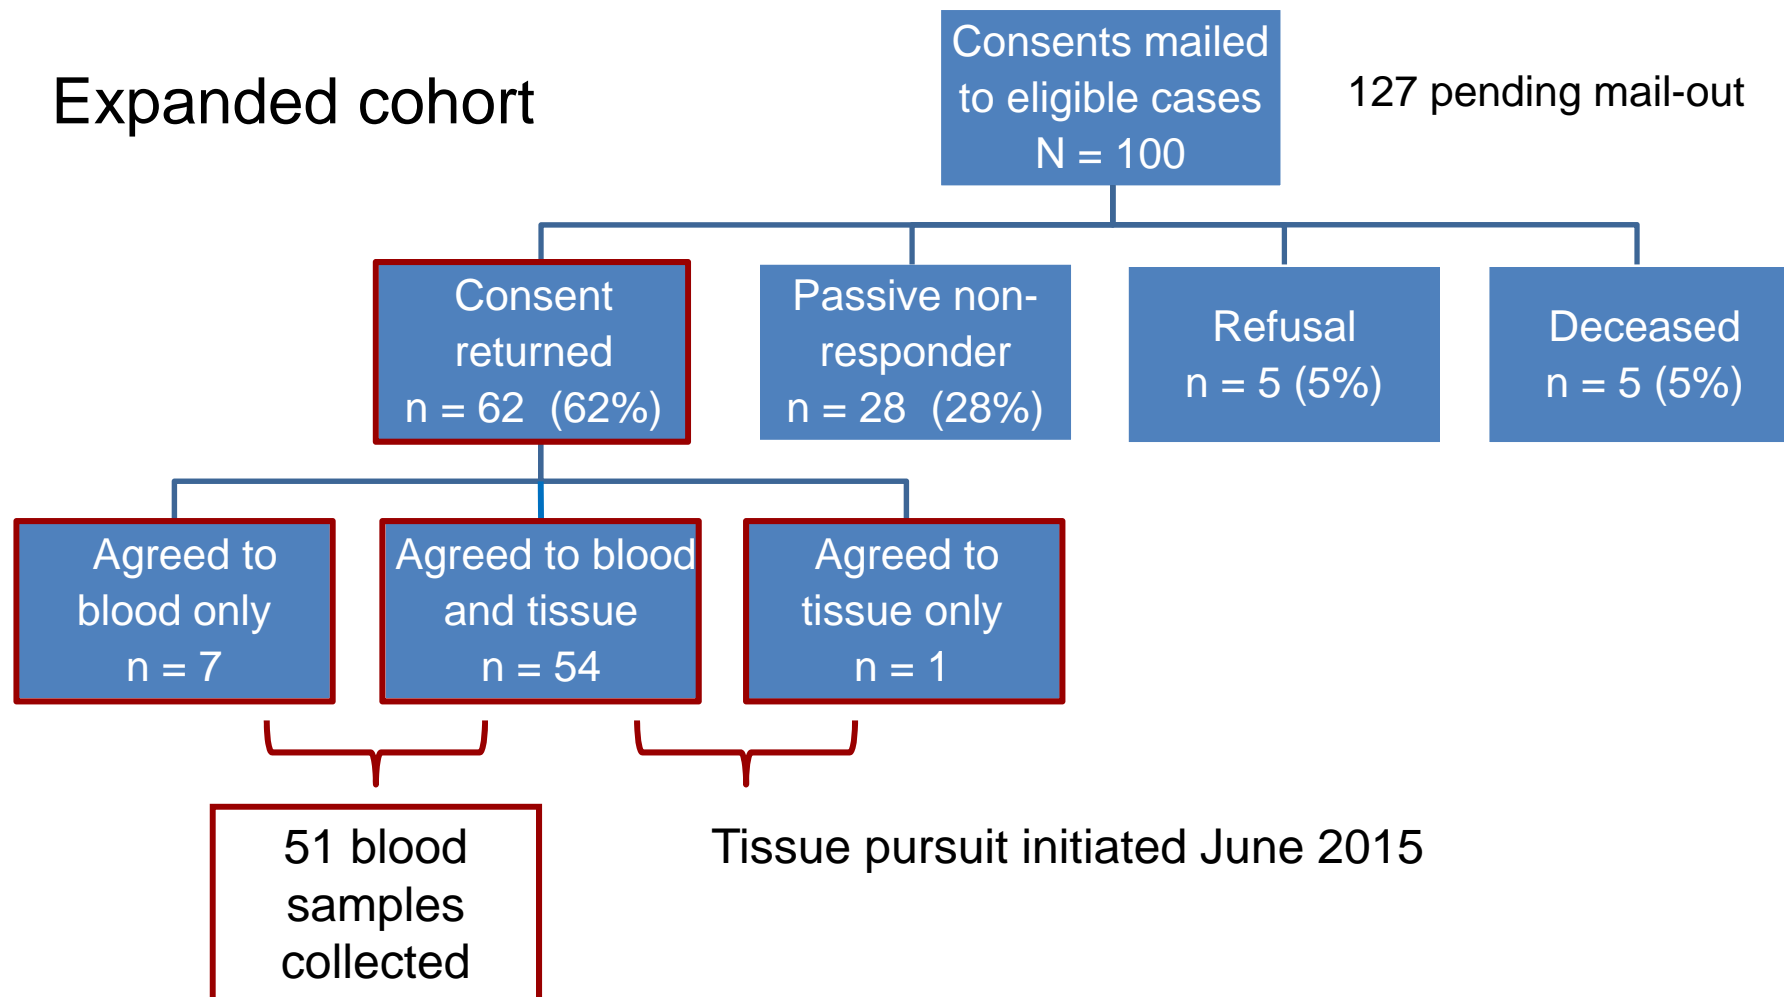 Expanded cohort
Consents mailed
to eligible cases
N = 100
127 pending mail-out
Consent
returned
n = 62 (62%)
Passive non-
responder
n = 28 (28%)
Refusal
n = 5 (5%)
Deceased
n = 5 (5%)
Agreed to
blood only
n = 7
Agreed to blood
and tissue
n = 54
Agreed to
tissue only
n = 1
51 blood
samples
collected
Tissue pursuit initiated June 2015